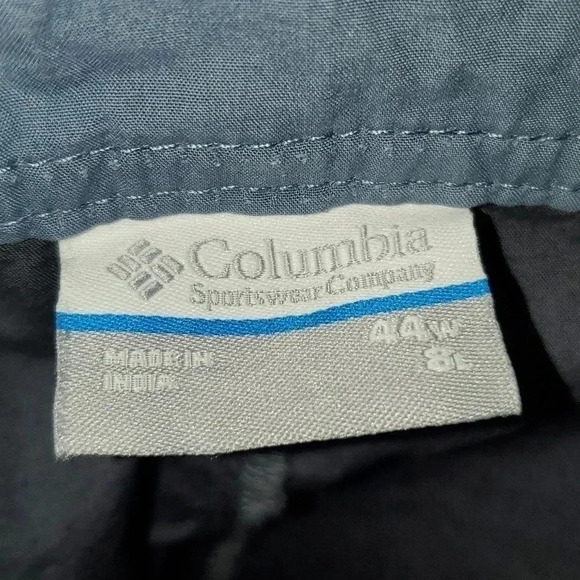 Columbia
Sportswear Company
44W
8L
MADE IN
INDIA